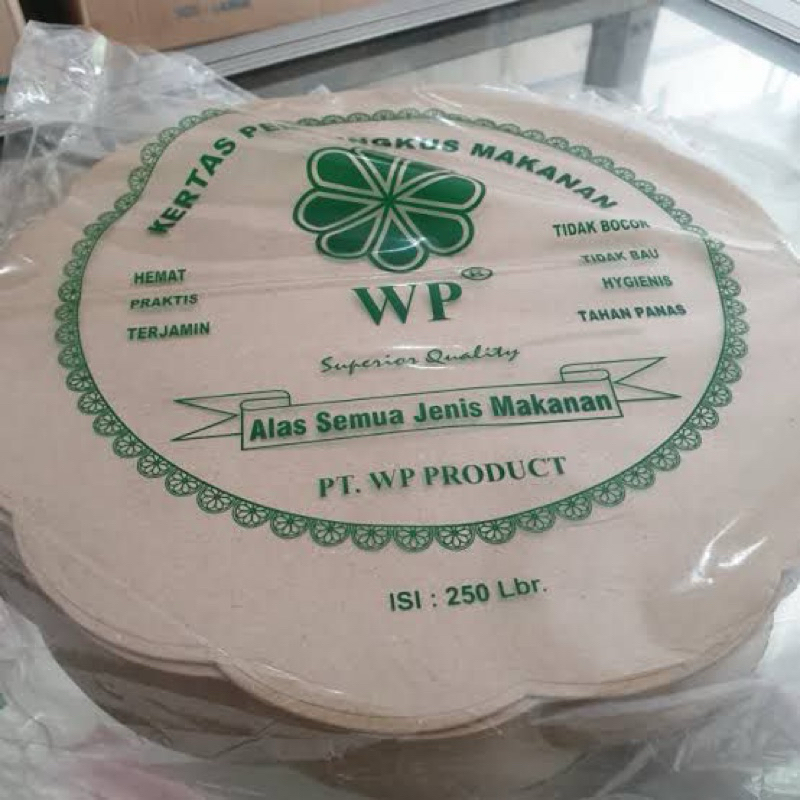 KERTAS PEMBUNGKUS MAKANAN
HEMAT
PRAKTIS
TERJAMIN
TIDAK BOCOR
TIDAK BAU
HYGIENIS
TAHAN PANAS
WP
Superior Quality
Alas Semua Jenis Makanan
PT. WP PRODUCT
ISI : 250 Lbr.